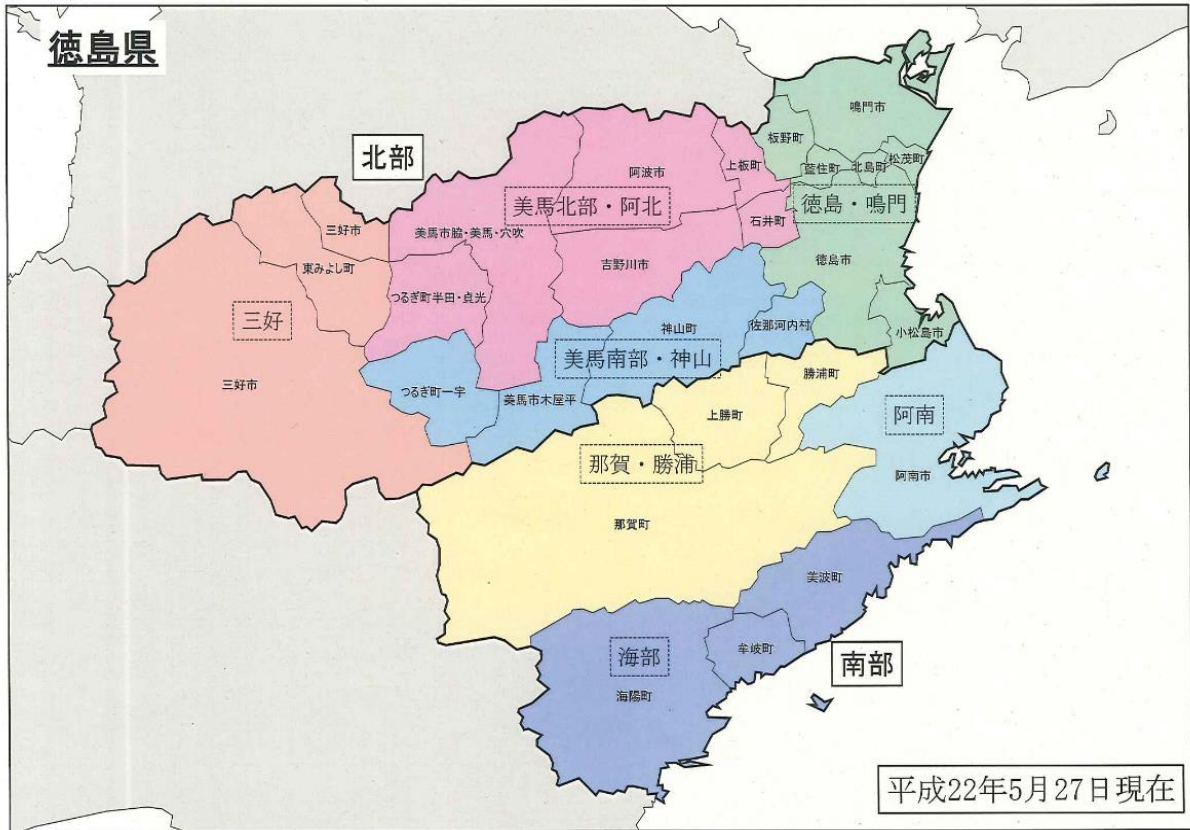 徳島県
北部
鳴門市
板野町
松茂町
北島町
藍住町
上板町
阿波市
徳島・鳴門
美馬北部・阿北
石井町
三好市
美馬市脇・美馬・穴吹
東みよし町
吉野川市
徳島市
つるぎ町半田・貞光
三好
神山町
佐那河内村
小松島市
美馬南部・神山
勝浦町
三好市
つるぎ町一宇
美馬市木屋平
上勝町
阿南
那賀・勝浦
阿南市
那賀町
美波町
牟岐町
海部
南部
海陽町
平成22年5月27日現在